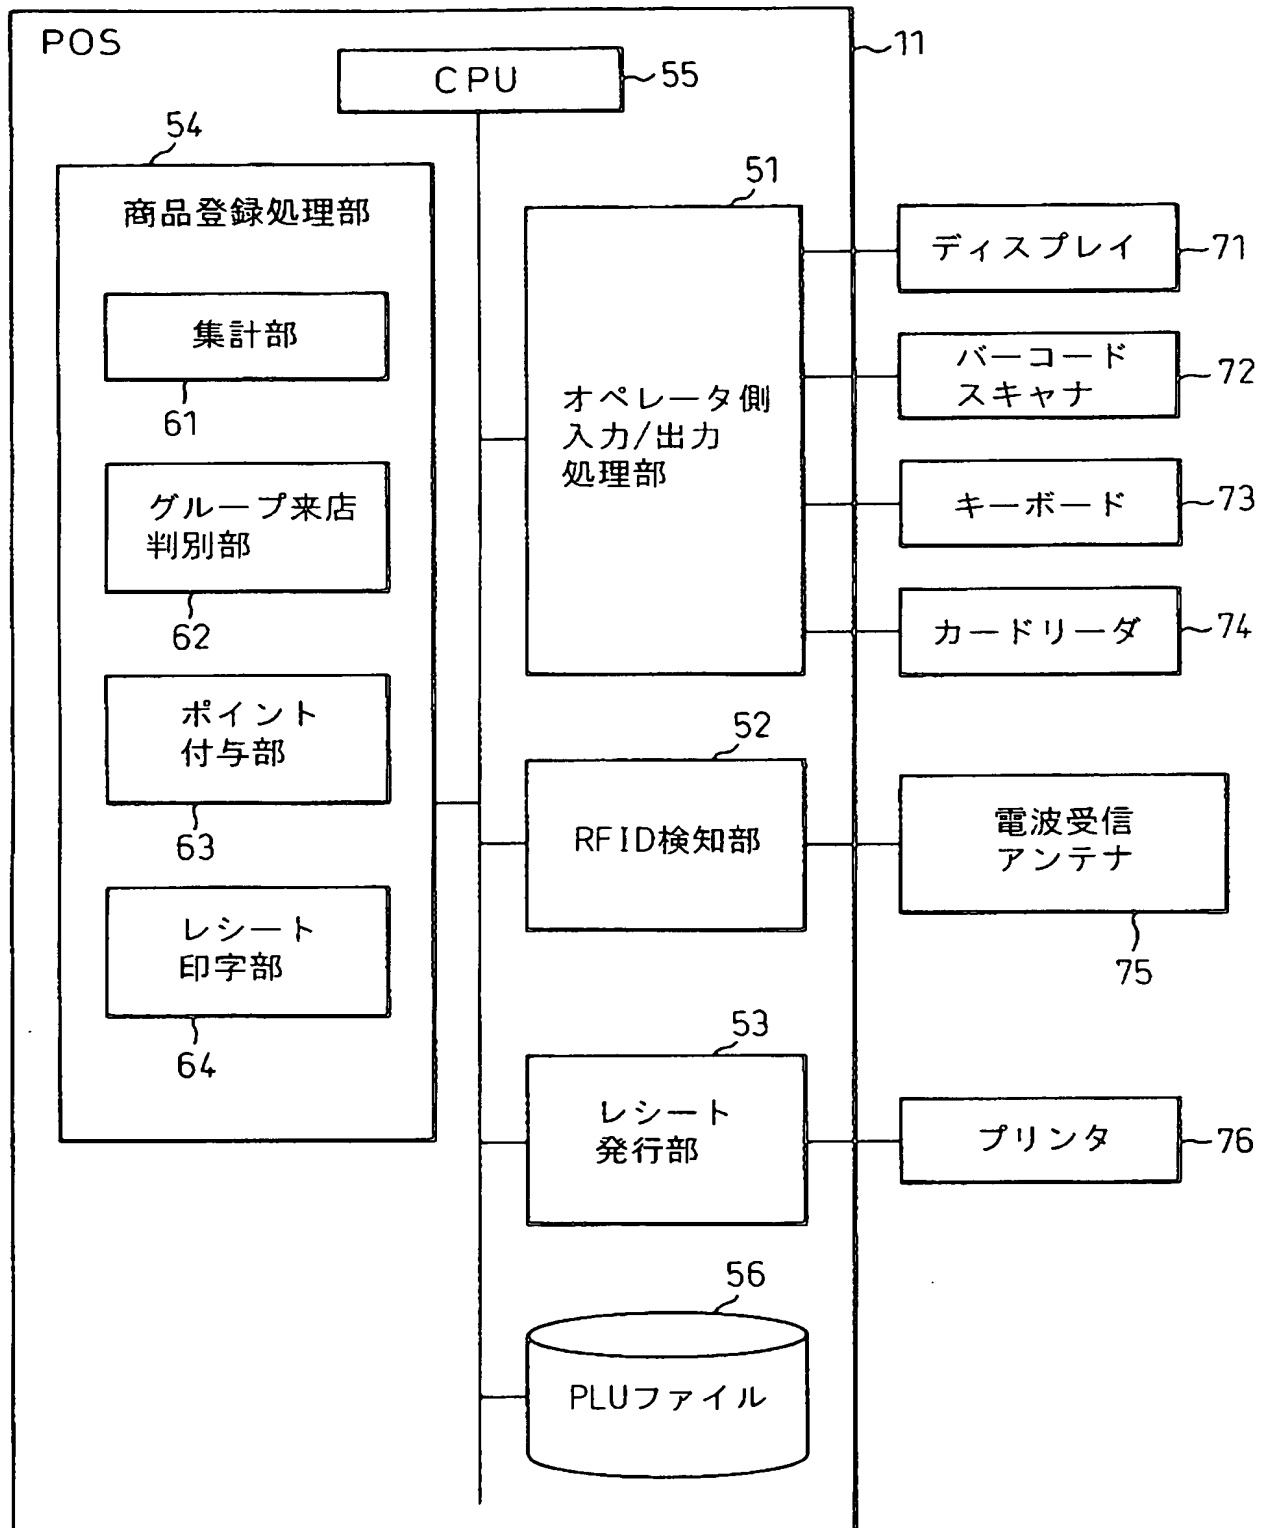 POS
11
CPU
55
54
商品登録処理部
集計部
61
グループ来店
判別部
62
ポイント
付与部
63
レシート
印字部
64
51
オペレータ側
入力/出力
処理部
ディスプレイ
71
バーコード
スキャナ
72
キーボード
73
カードリーダ
74
52
RFID検知部
電波受信
アンテナ
75
53
レシート
発行部
プリンタ
76
56
PLUファイル